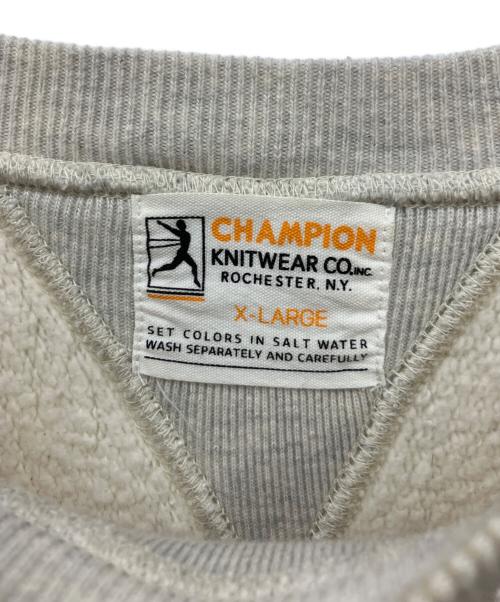 CHAMPION
KNITWEAR CO.INC.
ROCHESTER, N.Y.
X-LARGE
SET COLORS IN SALT WATER
WASH SEPARATELY AND CAREFULLY